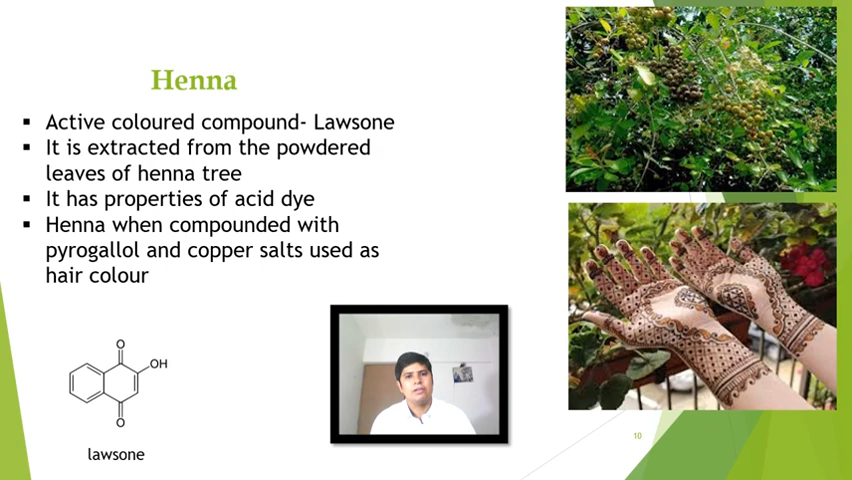 Henna
▪ Active coloured compound- Lawsone
▪ It is extracted from the powdered
leaves of henna tree
▪ It has properties of acid dye
▪ Henna when compounded with
pyrogallol and copper salts used as
hair colour
O
OH
O
lawsone
10